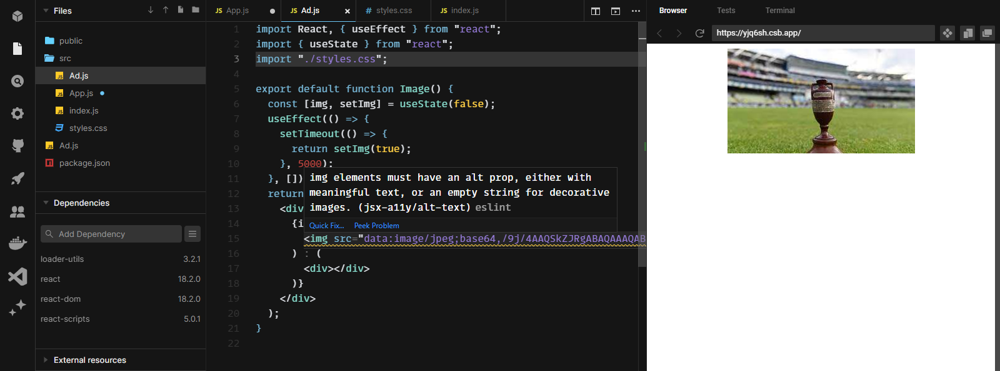 Files
public
src
Ad.js
App.js
index.js
styles.css
Ad.js
package.json
Dependencies
Add Dependency
loader-utils 3.2.1
react 18.2.0
react-dom 18.2.0
react-scripts 5.0.1
External resources
JS App.js JS Ad.js # styles.css JS index.js
1 import React, { useEffect } from "react";
2 import { useState } from "react";
3 import "./styles.css";
4
5 export default function Image() {
6 const [img, setImg] = useState(false);
7 useEffect(() => {
8 setTimeout(() => {
9 return setImg(true);
10 }, 5000);
11 }, [])
12 return
13 <div
14 {i
img elements must have an alt prop, either with
meaningful text, or an empty string for decorative
images. (jsx-a11y/alt-text) eslint
Quick Fix... Peek Problem
15 <img src="data:image/jpeg;base64,/9j/4AAQSkZJRgABAQAAAQAB
16 ) : (
17 <div></div>
18 )}
19 </div>
20 );
21 }
22
Browser Tests Terminal
https://yjq6sh.csb.app/